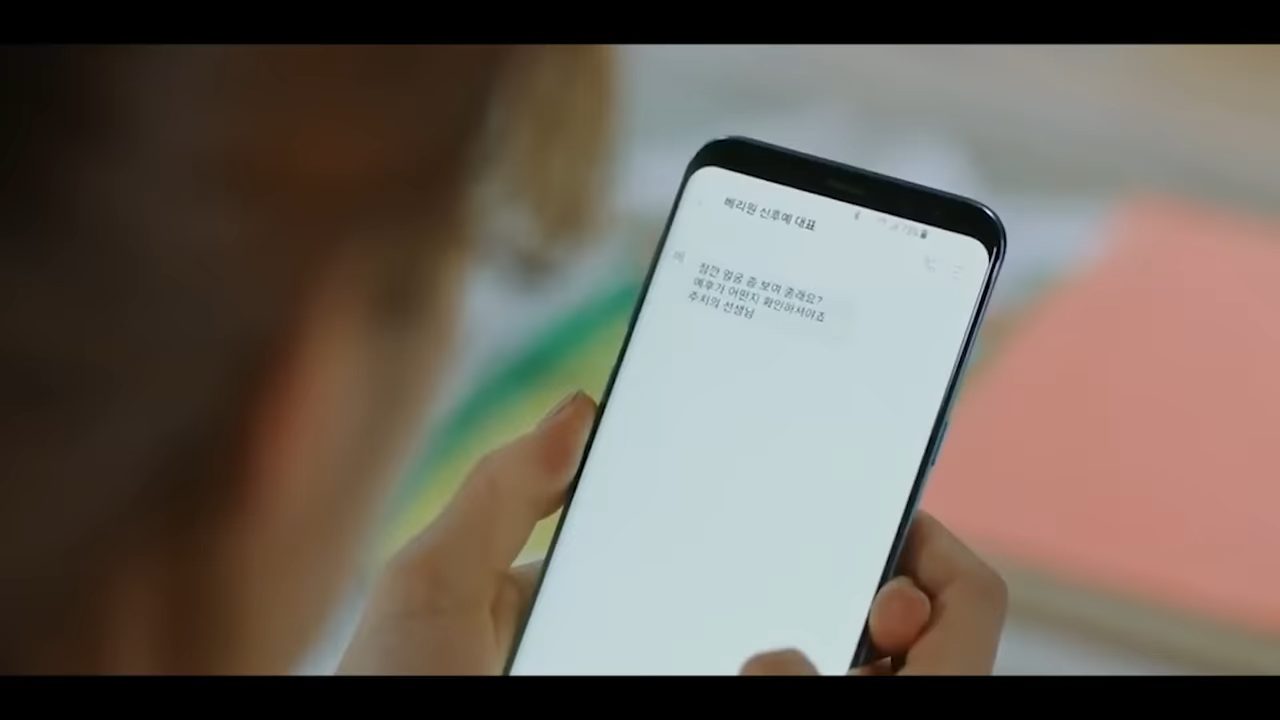 베리원 신후예 대표
73%
베
잠깐 얼굴 좀 보여 줄래요?
예후가 어떤지 확인하셔야죠
주치의 선생님